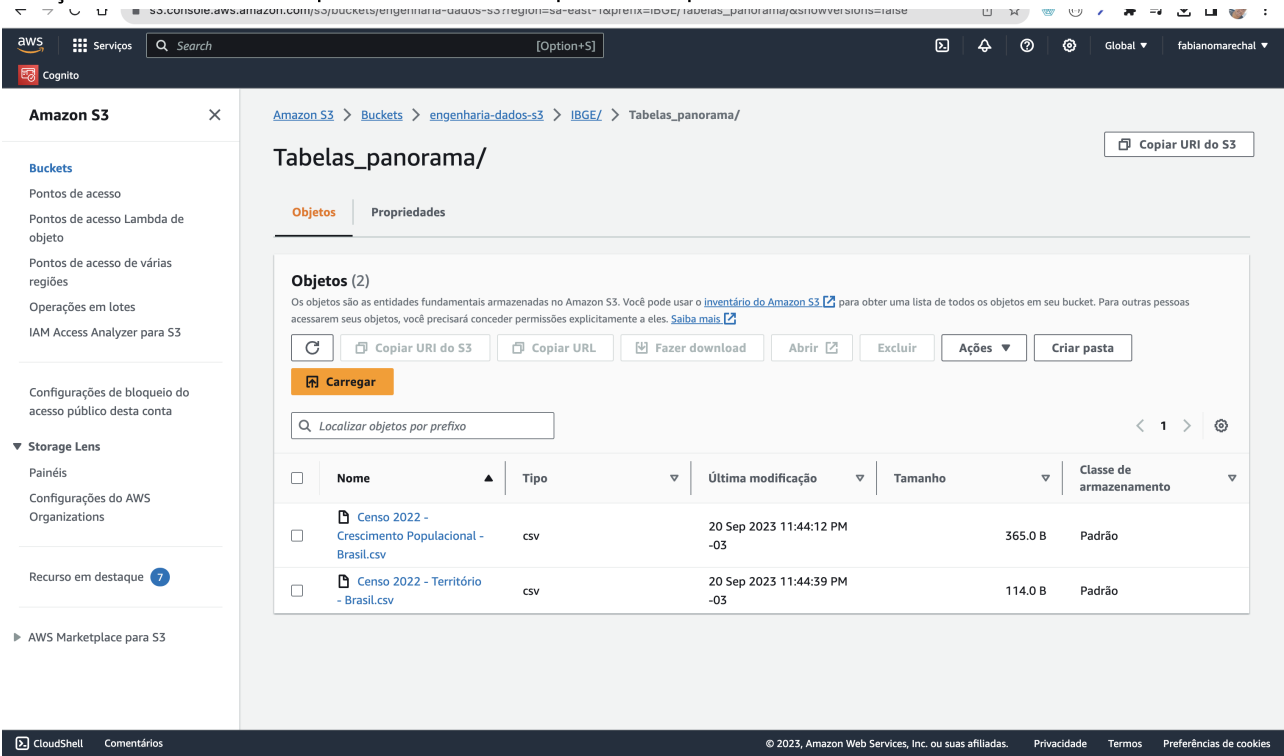 s3.console.aws.amazon.com/s3/buckets/engenharia-dados-s3?region=sa-east-1&prefix=IBGE/Tabelas_panorama/&showversions=false
aws
Serviços
Search
[Option+S]
Global ▼
fabianomarechal ▼
Cognito
Amazon S3
Buckets
Pontos de acesso
Pontos de acesso Lambda de
objeto
Pontos de acesso de várias
regiões
Operações em lotes
IAM Access Analyzer para S3
Configurações de bloqueio do
acesso público desta conta
▼ Storage Lens
Painéis
Configurações do AWS
Organizations
Recurso em destaque 7
AWS Marketplace para S3
Amazon S3 > Buckets > engenharia-dados-s3 > IBGE/ > Tabelas_panorama/
Tabelas_panorama/
Copiar URI do S3
Objetos
Propriedades
Objetos (2)
Os objetos são as entidades fundamentais armazenadas no Amazon S3. Você pode usar o inventário do Amazon S3 para obter uma lista de todos os objetos em seu bucket. Para outras pessoas
acessarem seus objetos, você precisará conceder permissões explicitamente a eles. Saiba mais
Copiar URI do S3
Copiar URL
Fazer download
Abrir
Excluir
Ações ▼
Criar pasta
Carregar
Localizar objetos por prefixo
< 1 >
Nome
Tipo
Última modificação
Tamanho
Classe de
armazenamento
Censo 2022 -
Crescimento Populacional -
Brasil.csv
csv
20 Sep 2023 11:44:12 PM
-03
365.0 B
Padrão
Censo 2022 - Território
- Brasil.csv
csv
20 Sep 2023 11:44:39 PM
-03
114.0 B
Padrão
CloudShell
Comentários
© 2023, Amazon Web Services, Inc. ou suas afiliadas.
Privacidade
Termos
Preferências de cookies